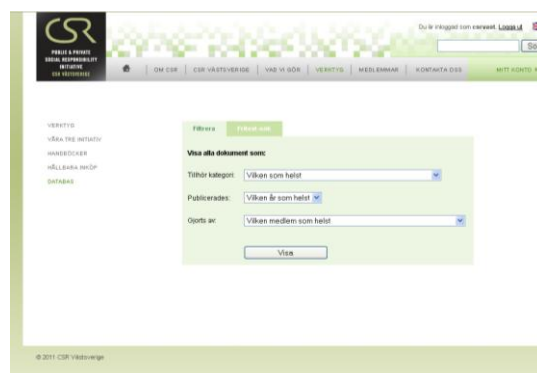 Du är inloggad som csrvast. Logga ut
CSR
PUBLIC & PRIVATE
SOCIAL RESPONSIBILITY
INITIATIVE
CSR VÄSTSVERIGE
OM CSR | CSR VÄSTSVERIGE | VAD VI GÖR | VERKTYG | MEDLEMMAR | KONTAKTA OSS
MITT KONTO
VERKTYG
VÅRA TRE INITIATIV
HANDBÖCKER
HÅLLBARA INKÖP
DATABAS
Filtrera
Visa alla dokument som:
Tillhör kategori: Vilken som helst
Publicerades: Vilken år som helst
Gjorts av: Vilken medlem som helst
Visa
© 2011 CSR Västsverige